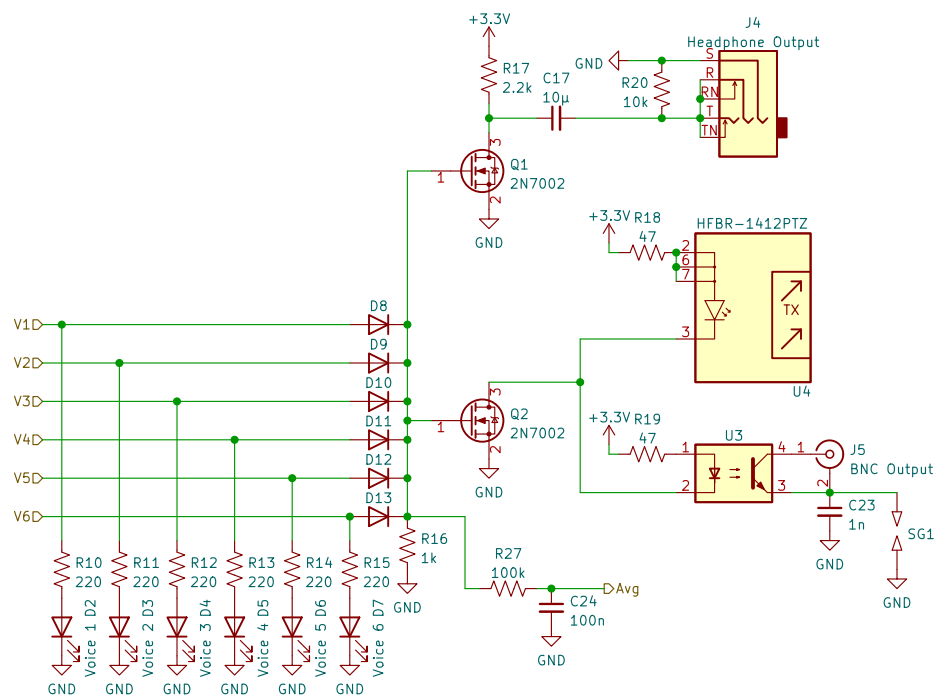 J4
Headphone Output
+3.3V
S
GND
R17
2.2k
C17
10µ
R20
10k
R
RN
T
TN
3
Q1
2N7002
1
2
GND
+3.3V
R18
47
HFBR-1412PTZ
2
6
7
TX
3
U4
D8
V1
D9
V2
D10
V3
3
Q2
2N7002
1
2
GND
D11
V4
D12
V5
D13
V6
+3.3V
R19
47
U3
1
2
4
3
1
2
J5
BNC Output
C23
1n
GND
SG1
GND
R16
1k
GND
R10
220
R11
220
R12
220
R13
220
R14
220
R15
220
R27
100k
Avg
C24
100n
GND
Voice 1 D2
Voice 2 D3
Voice 3 D4
Voice 4 D5
Voice 5 D6
Voice 6 D7
GND
GND
GND
GND
GND
GND